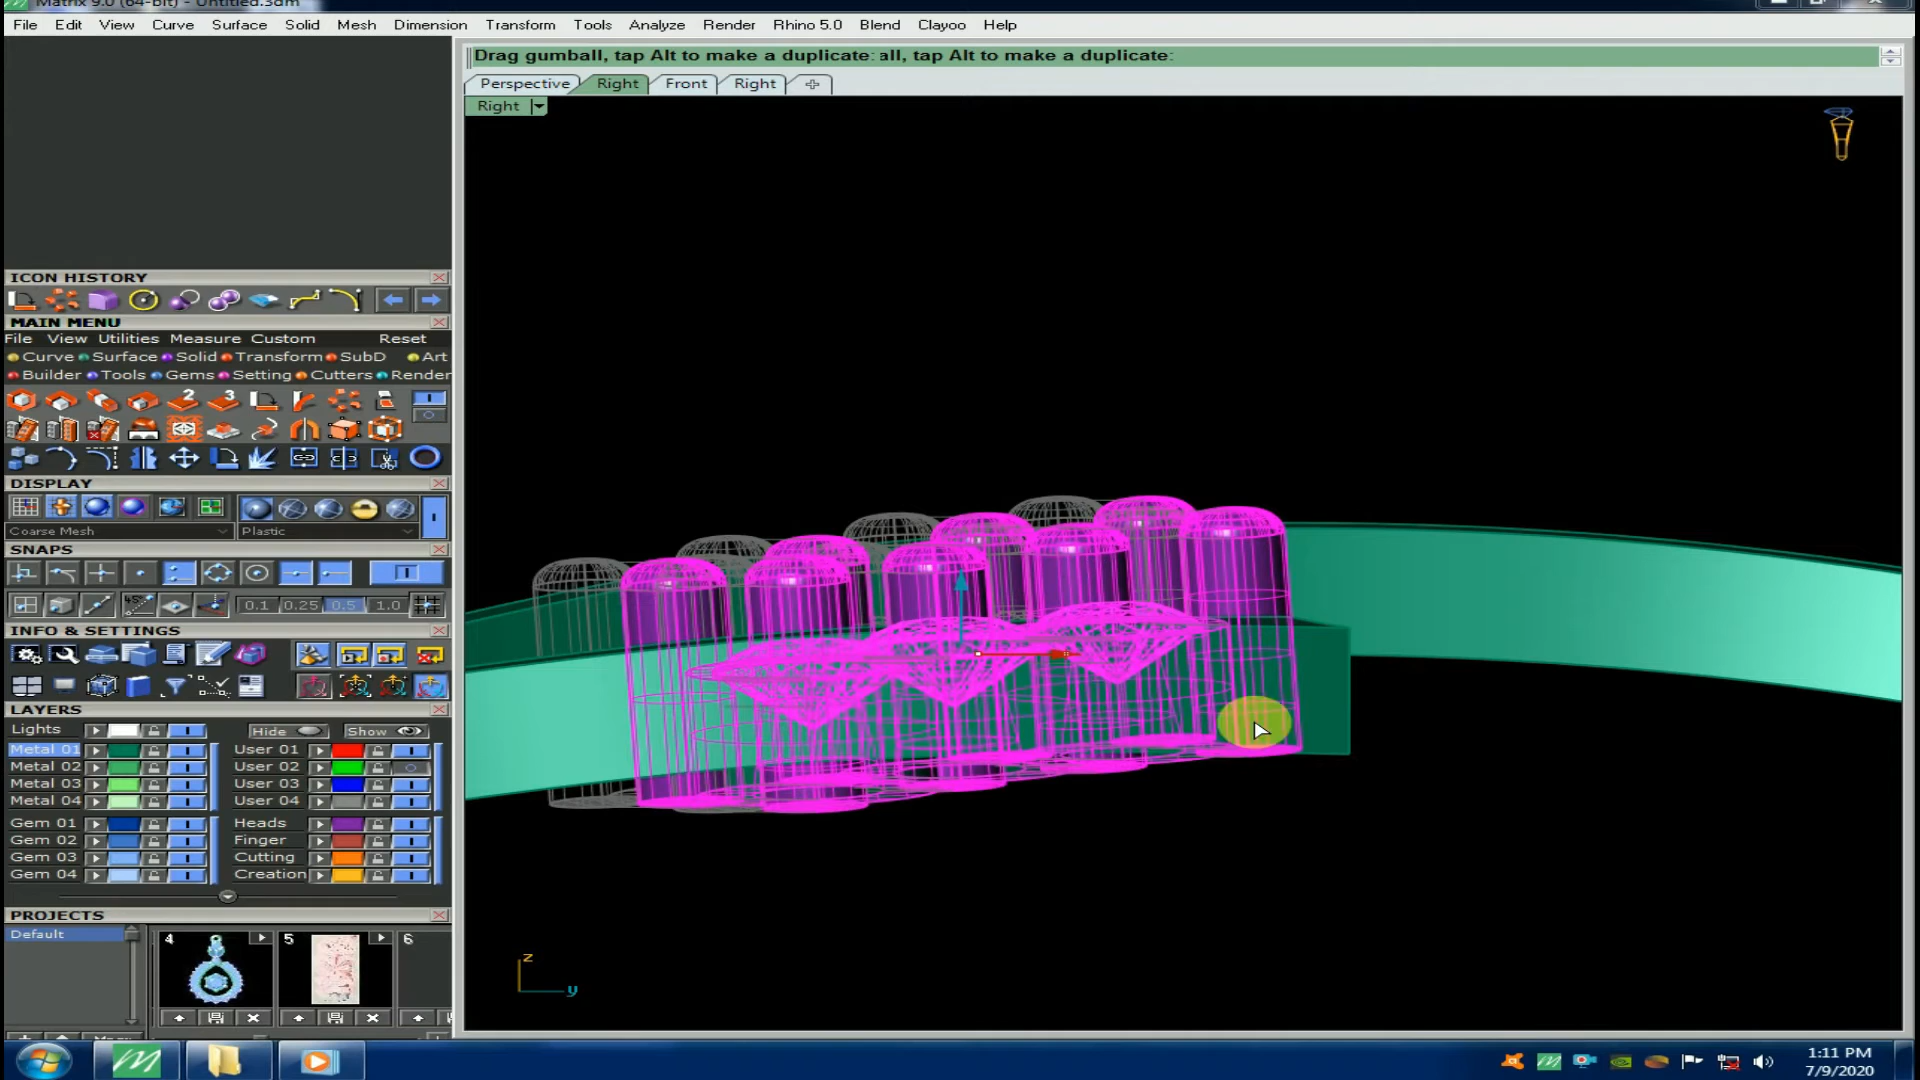 Matrix 9.0 (64-bit) - Untitled.3dm
File Edit View Curve Surface Solid Mesh Dimension Transform Tools Analyze Render Rhino 5.0 Blend Clayoo Help
Drag gumball, tap Alt to make a duplicate: all, tap Alt to make a duplicate:
Perspective Right Front Right
Right
ICON HISTORY
MAIN MENU
File View Utilities Measure Custom Reset
Curve Surface Solid Transform SubD Art
Builder Tools Gems Setting Cutters Render
2 3
DISPLAY
Coarse Mesh Plastic
SNAPS
45° 0.1 0.25 0.5 1.0
INFO & SETTINGS
LAYERS
Lights Hide Show
Metal 01 User 01
Metal 02 User 02
Metal 03 User 03
Metal 04 User 04
Gem 01 Heads
Gem 02 Finger
Gem 03 Cutting
Gem 04 Creation
PROJECTS
Default
4 5 6
z
y
1:11 PM
7/9/2020